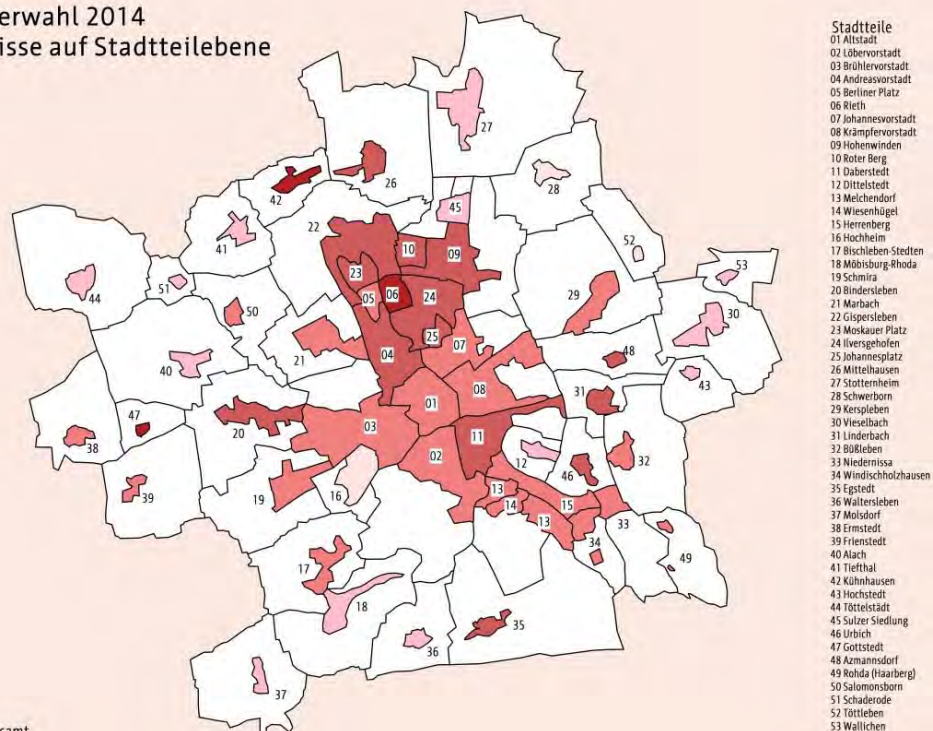 erwahl 2014
isse auf Stadtteilebene
Stadtteile
01 Altstadt
02 Löbervorstadt
03 Brühlervorstadt
04 Andreasvorstadt
05 Berliner Platz
06 Rieth
07 Johannesvorstadt
08 Krämpfervorstadt
09 Hohenwinden
10 Roter Berg
11 Daberstedt
12 Dittelstedt
13 Melchendorf
14 Wiesenhügel
15 Herrenberg
16 Hochheim
17 Bischleben-Stedten
18 Möbisburg-Rhoda
19 Schmira
20 Bindersleben
21 Marbach
22 Gispersleben
23 Moskauer Platz
24 Ilversgehofen
25 Johannesplatz
26 Mittelhausen
27 Stotternheim
28 Schwerborn
29 Kerspleben
30 Vieselbach
31 Linderbach
32 Büßleben
33 Niedernissa
34 Windischholzhausen
35 Egstedt
36 Waltersleben
37 Molsdorf
38 Ermstedt
39 Frienstedt
40 Alach
41 Tiefthal
42 Kühnhausen
43 Hochstedt
44 Töttelstädt
45 Sulzer Siedlung
46 Urbich
47 Gottstedt
48 Azmannsdorf
49 Rohda (Haarberg)
50 Salomonsborn
51 Schaderode
52 Töttleben
53 Wallichen
27
26
28
42
45
41
22
52
10
09
53
44
51
23
05
06
24
29
50
30
25
07
21
04
48
40
08
43
01
31
47
20
03
11
38
02
12
46
32
39
19
16
13
15
14
13
33
34
49
17
18
35
36
37